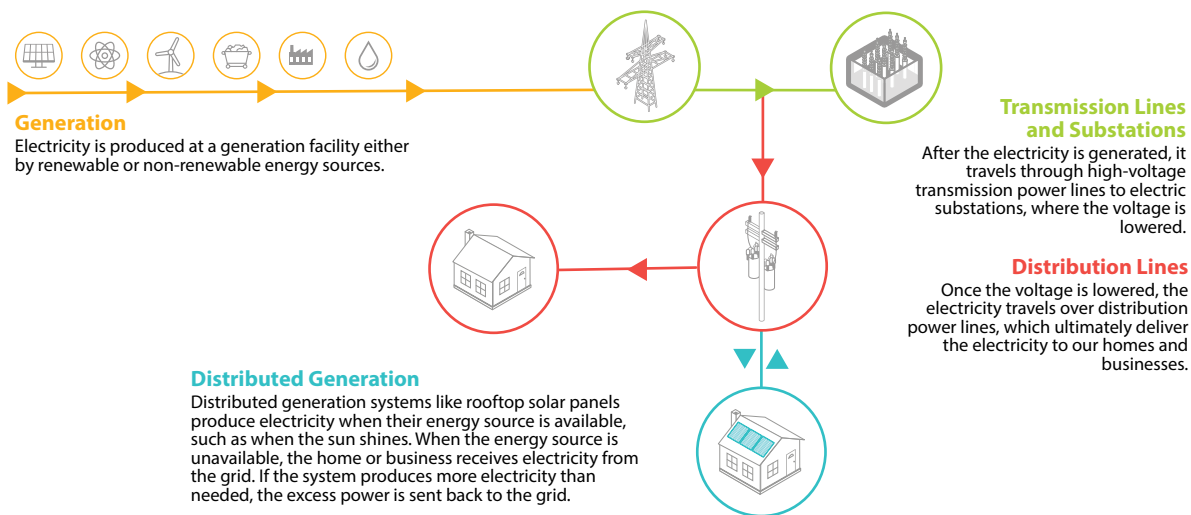 Generation
Electricity is produced at a generation facility either
by renewable or non-renewable energy sources.
Transmission Lines
and Substations
After the electricity is generated, it
travels through high-voltage
transmission power lines to electric
substations, where the voltage is
lowered.
Distribution Lines
Once the voltage is lowered, the
electricity travels over distribution
power lines, which ultimately deliver
the electricity to our homes and
businesses.
Distributed Generation
Distributed generation systems like rooftop solar panels
produce electricity when their energy source is available,
such as when the sun shines. When the energy source is
unavailable, the home or business receives electricity from
the grid. If the system produces more electricity than
needed, the excess power is sent back to the grid.